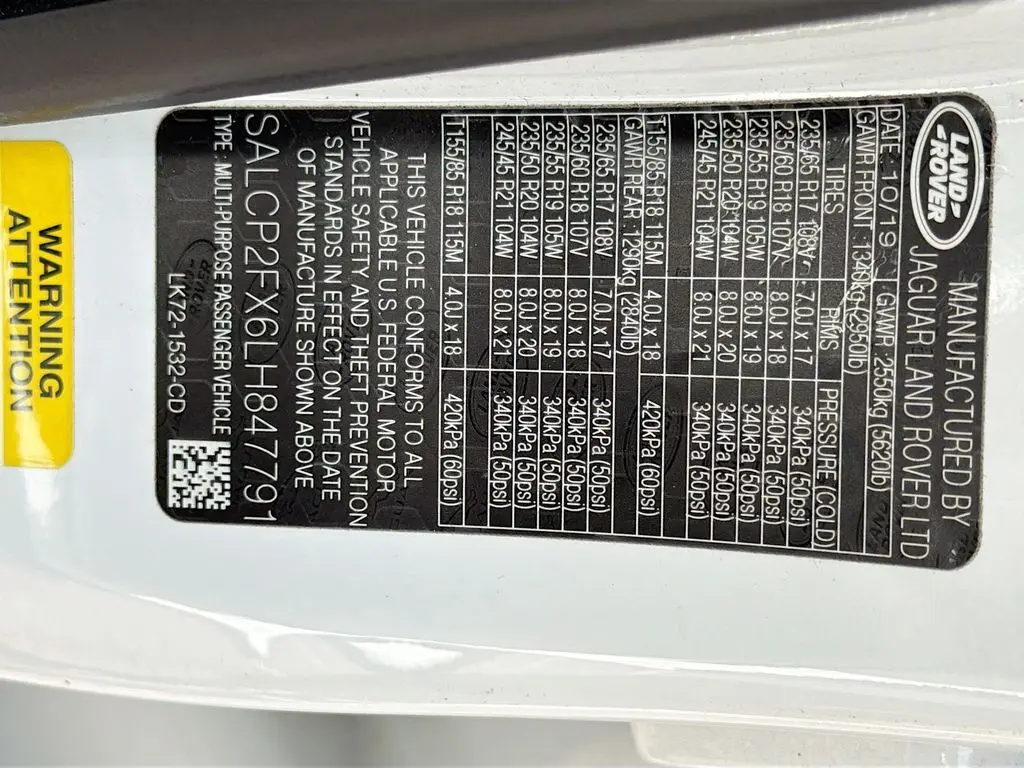 LAND
-ROVER-
MANUFACTURED BY
JAGUAR LAND ROVER LTD
DATE: 10/19 GVWR 2550kg (5620lb)
GAWR FRONT :1340kg (2950lb)
TIRES RIMS PRESSURE (COLD)
235/65 R17 108V 7.0J x 17 340kPa (50psi)
235/60 R18 107V 8.0J x 18 340kPa (50psi)
235/55 R19 105W 8.0J x 19 340kPa (50psi)
235/50 R20 104W 8.0J x 20 340kPa (50psi)
245/45 R21 104W 8.0J x 21 340kPa (50psi)
T155/85 R18 115M 4.0J x 18 420kPa (60psi)
GAWR REAR :1290kg (2840lb)
235/65 R17 108V 7.0J x 17 340kPa (50psi)
235/60 R18 107V 8.0J x 18 340kPa (50psi)
235/55 R19 105W 8.0J x 19 340kPa (50psi)
235/50 R20 104W 8.0J x 20 340kPa (50psi)
245/45 R21 104W 8.0J x 21 340kPa (50psi)
T155/85 R18 115M 4.0J x 18 420kPa (60psi)
THIS VEHICLE CONFORMS TO ALL
APPLICABLE U.S. FEDERAL MOTOR
VEHICLE SAFETY AND THEFT PREVENTION
STANDARDS IN EFFECT ON THE DATE
OF MANUFACTURE SHOWN ABOVE
SALCP2FX6LH847791
TYPE : MULTI-PURPOSE PASSENGER VEHICLE
LK72-1532-CD
WARNING
ATTENTION